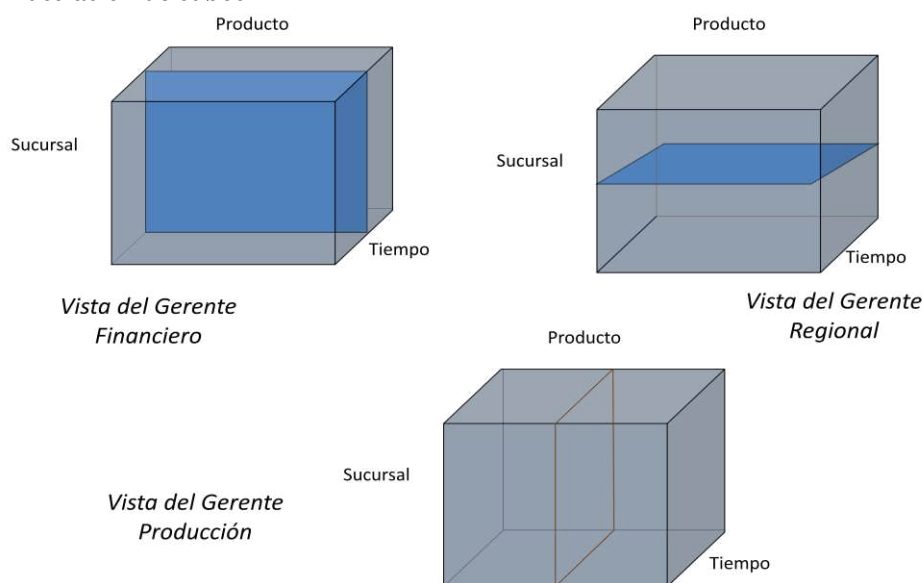 Producto
Producto
Sucursal
Sucursal
Tiempo
Tiempo
Vista del Gerente
Financiero
Vista del Gerente
Regional
Producto
Sucursal
Vista del Gerente
Producción
Tiempo